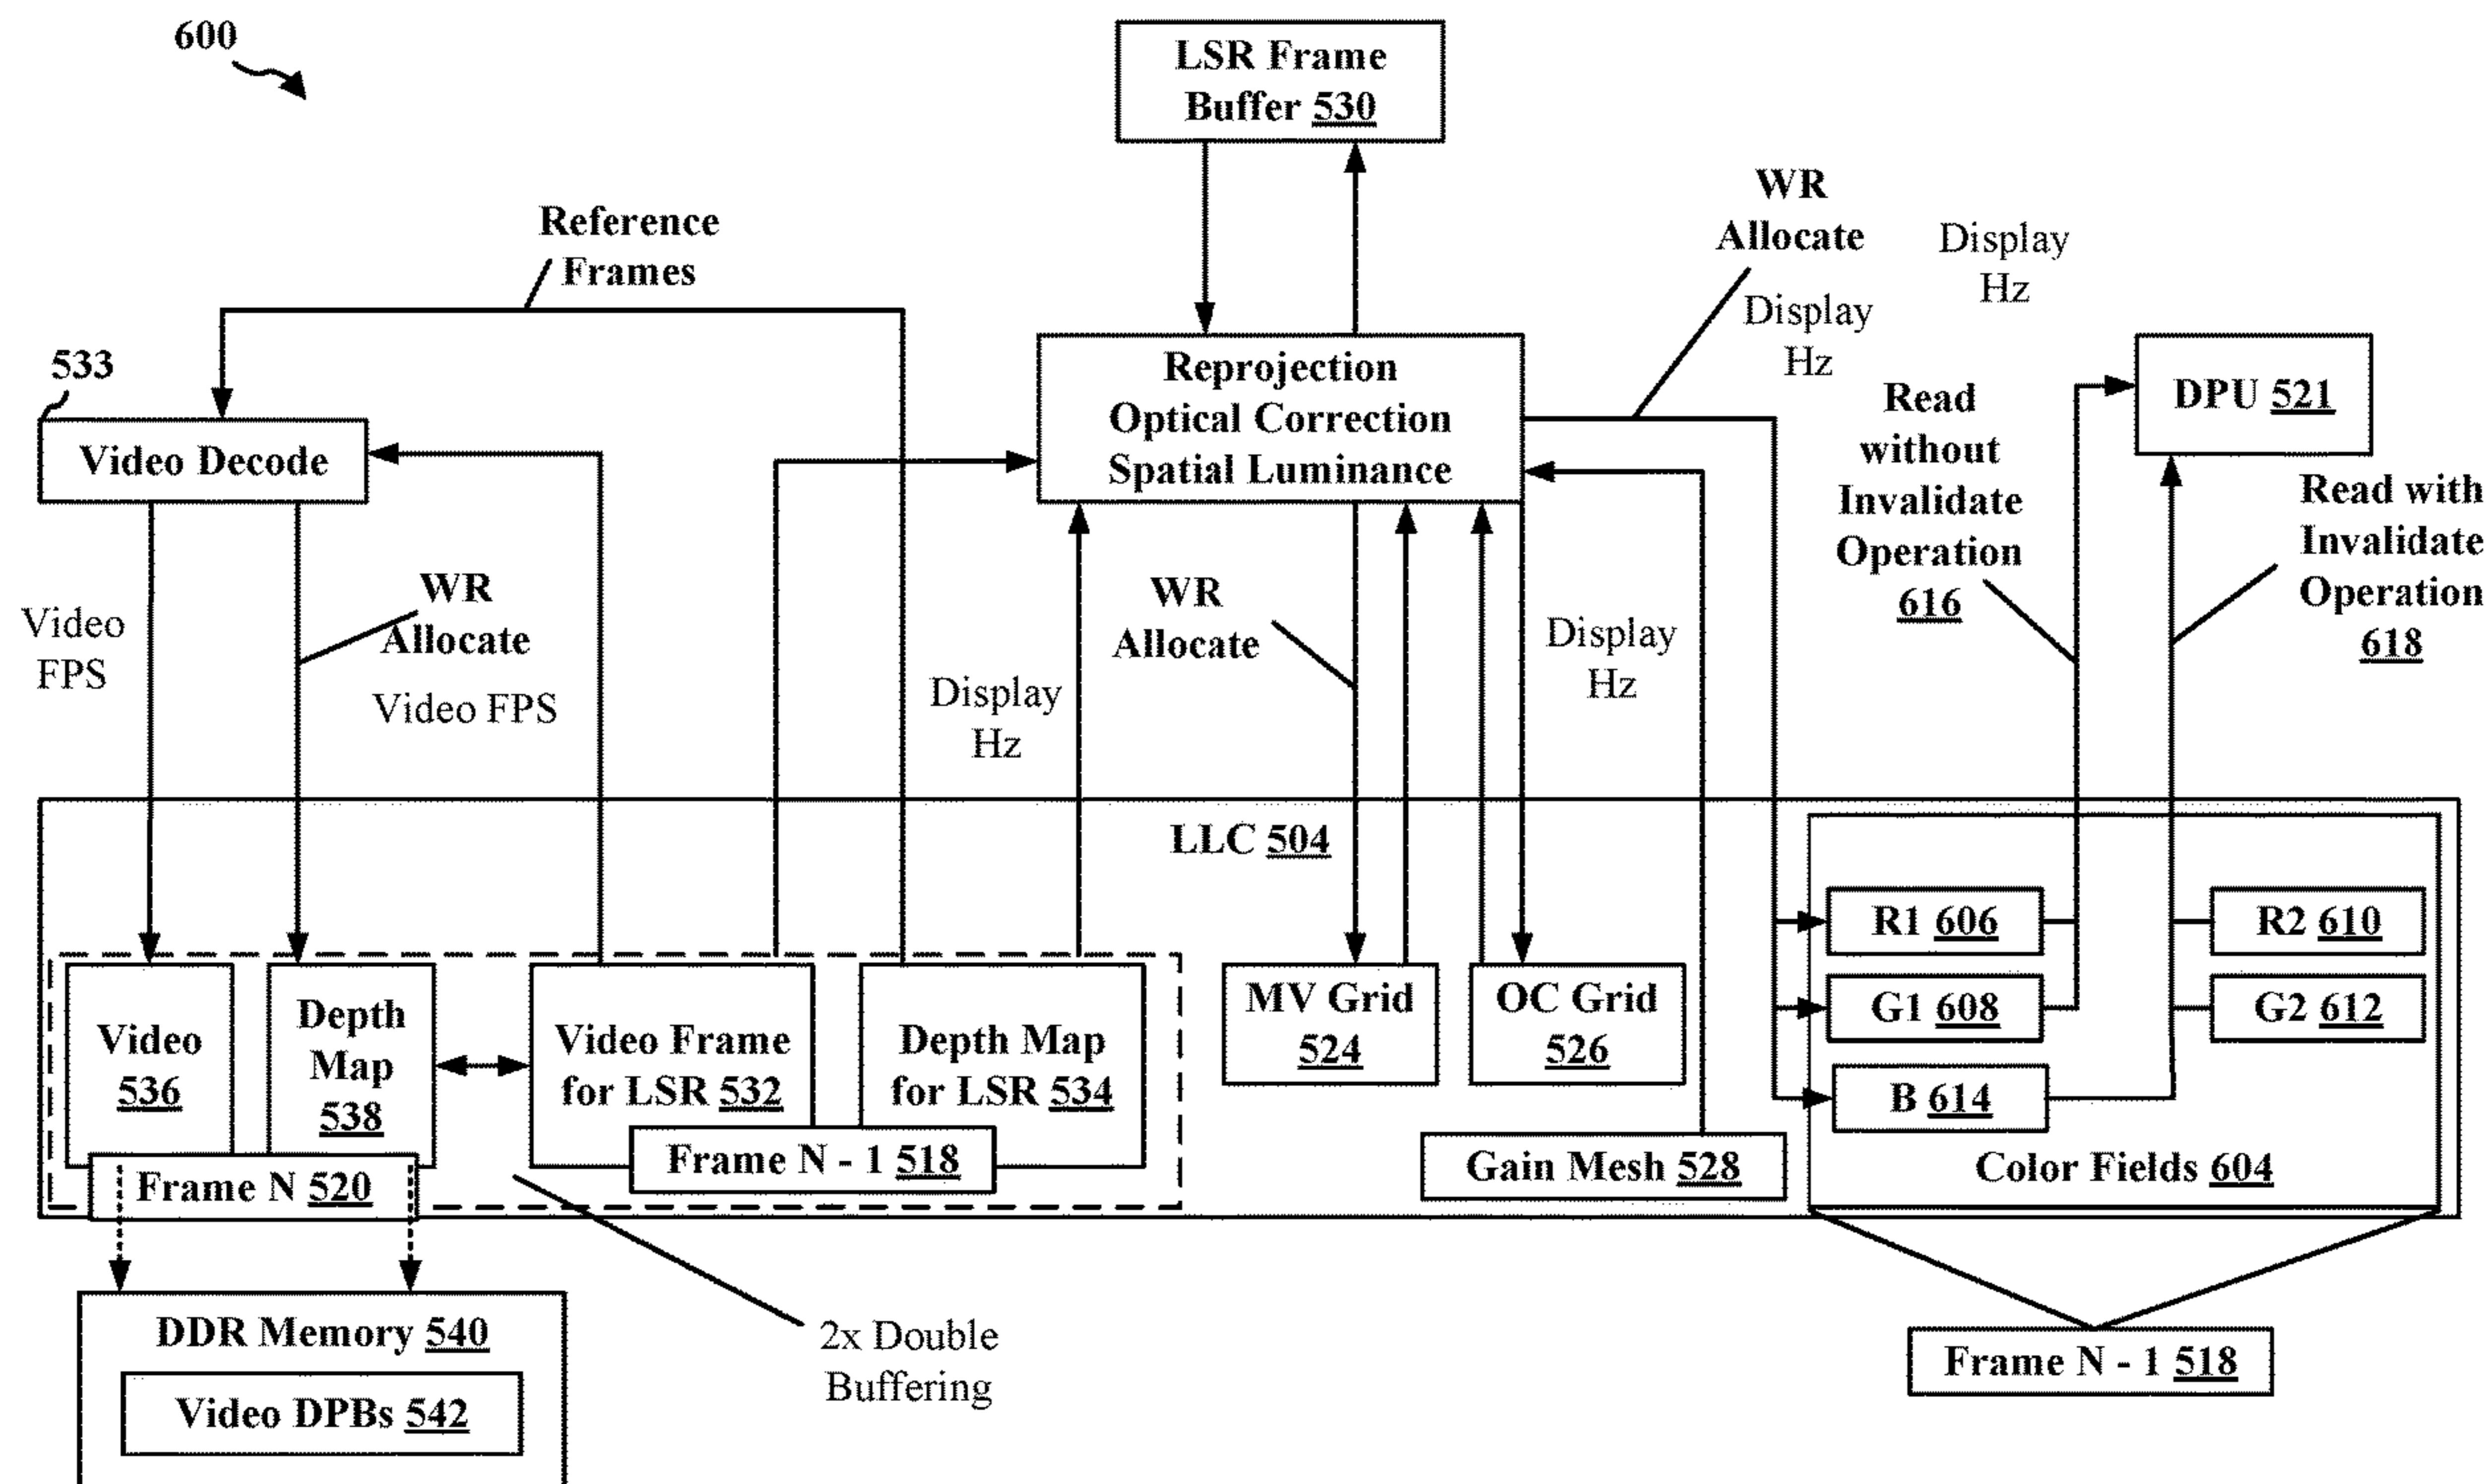 600
LSR Frame
Buffer 530
Reference
Frames
WR
Allocate
Display
Hz
Display
Hz
533
Video Decode
Reprojection
Optical Correction
Spatial Luminance
DPU 521
Read
without
Invalidate
Operation
616
Read with
Invalidate
Operation
618
Video
FPS
WR
Allocate
Video FPS
Display
Hz
WR
Allocate
Display
Hz
LLC 504
R1 606
R2 610
G1 608
G2 612
B 614
Color Fields 604
Video
536
Depth
Map
538
Video Frame
for LSR 532
Depth Map
for LSR 534
MV Grid
524
OC Grid
526
Frame N - 1 518
Gain Mesh 528
Frame N 520
DDR Memory 540
Video DPBs 542
2x Double
Buffering
Frame N - 1 518